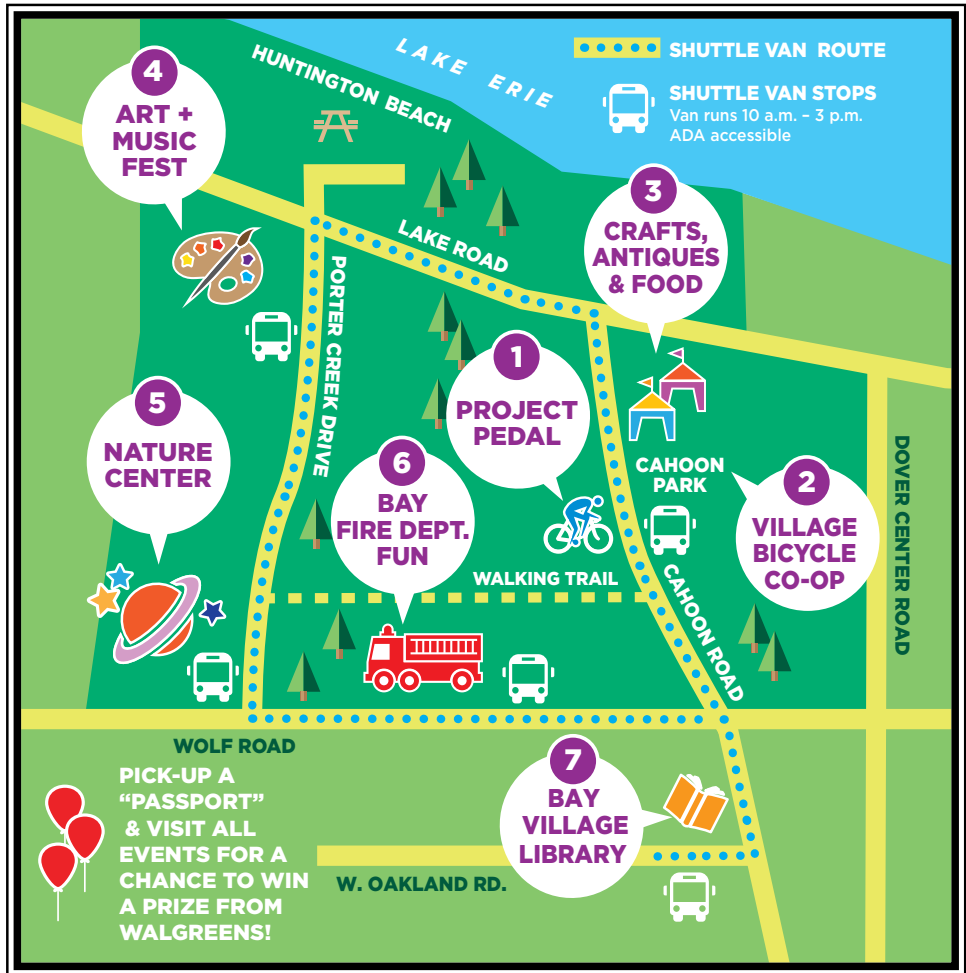 LAKE ERIE
HUNTINGTON BEACH
SHUTTLE VAN ROUTE
SHUTTLE VAN STOPS
Van runs 10 a.m. – 3 p.m.
ADA accessible
4
ART +
MUSIC
FEST
3
CRAFTS,
ANTIQUES
& FOOD
LAKE ROAD
PORTER CREEK DRIVE
1
PROJECT
PEDAL
5
NATURE
CENTER
6
BAY
FIRE DEPT.
FUN
CAHOON
PARK
2
VILLAGE
BICYCLE
CO-OP
DOVER CENTER ROAD
WALKING TRAIL
CAHOON ROAD
WOLF ROAD
7
BAY
VILLAGE
LIBRARY
W. OAKLAND RD.
PICK-UP A
“PASSPORT”
& VISIT ALL
EVENTS FOR A
CHANCE TO WIN
A PRIZE FROM
WALGREENS!